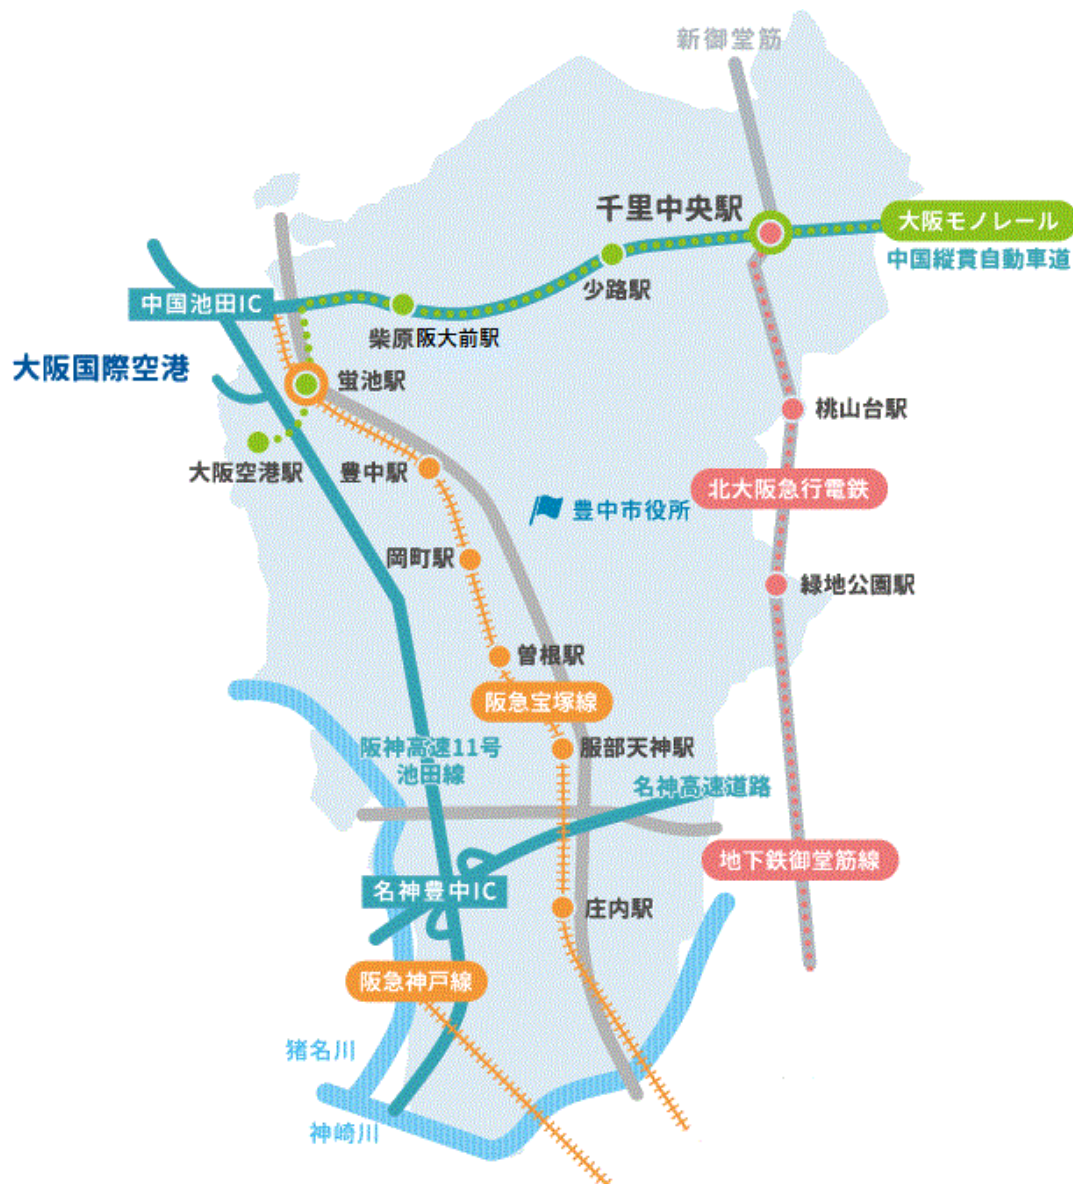 新御堂筋
千里中央駅
大阪モノレール
中国縦貫自動車道
少路駅
中国池田IC
柴原阪大前駅
大阪国際空港
蛍池駅
桃山台駅
大阪空港駅
豊中駅
北大阪急行電鉄
豊中市役所
岡町駅
緑地公園駅
曽根駅
阪急宝塚線
阪神高速11号
池田線
服部天神駅
名神高速道路
地下鉄御堂筋線
名神豊中IC
庄内駅
阪急神戸線
猪名川
神崎川